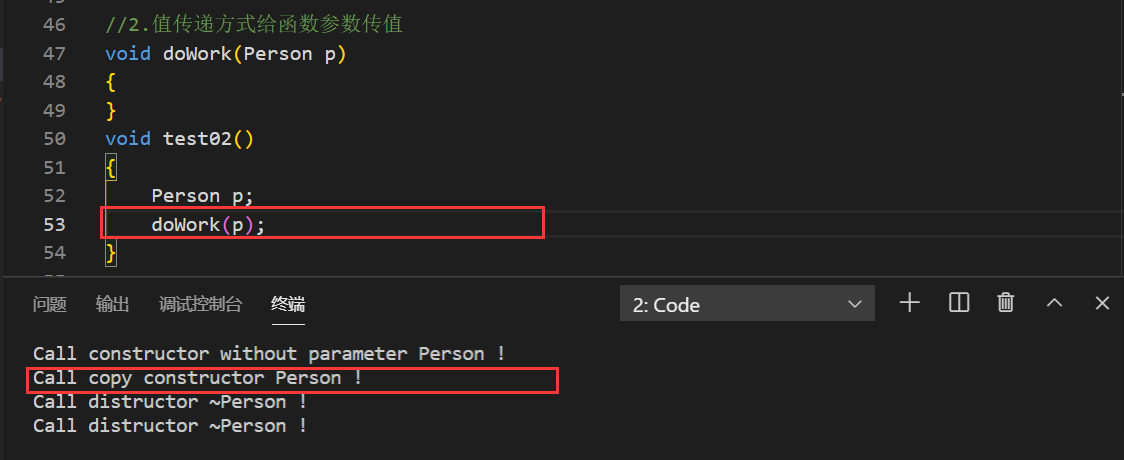 46 //2.值传递方式给函数参数传值
47 void doWork(Person p)
48 {
49 }
50 void test02()
51 {
52 Person p;
53 doWork(p);
54 }
问题 输出 调试控制台 终端 2: Code
Call constructor without parameter Person !
Call copy constructor Person !
Call distructor ~Person !
Call distructor ~Person !